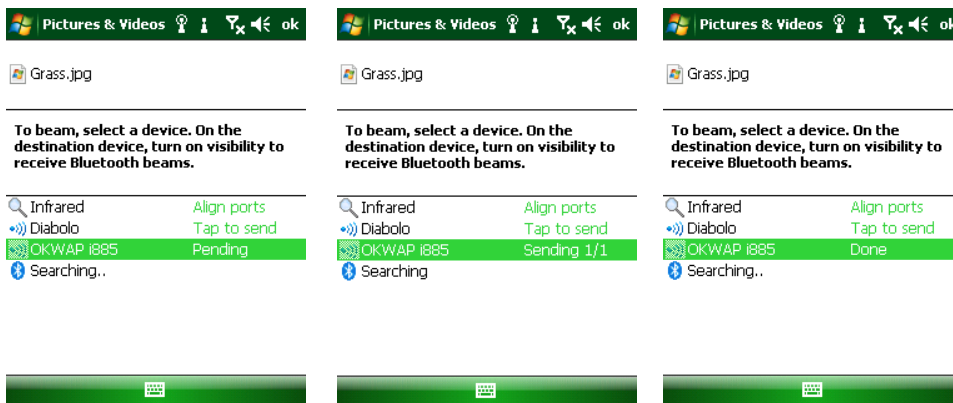 Pictures & Videos ok
Grass.jpg
To beam, select a device. On the
destination device, turn on visibility to
receive Bluetooth beams.
Infrared Align ports
Diabolo Tap to send
OKWAP i885 Pending
Searching..
Pictures & Videos ok
Grass.jpg
To beam, select a device. On the
destination device, turn on visibility to
receive Bluetooth beams.
Infrared Align ports
Diabolo Tap to send
OKWAP i885 Sending 1/1
Searching
Pictures & Videos ok
Grass.jpg
To beam, select a device. On the
destination device, turn on visibility to
receive Bluetooth beams.
Infrared Align ports
Diabolo Tap to send
OKWAP i885 Done
Searching..